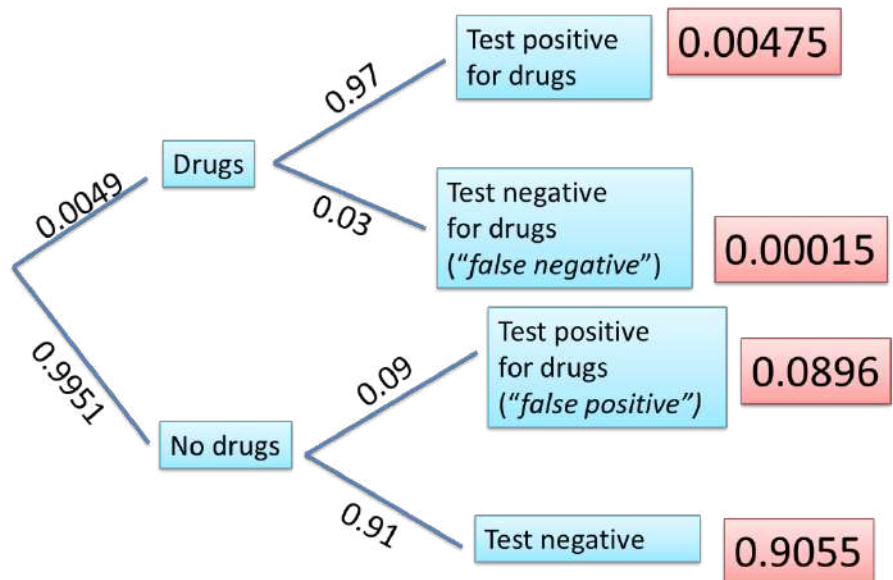 Test positive
for drugs
0.00475
0.97
Drugs
0.0049
0.03
Test negative
for drugs
(“false negative”)
0.00015
0.9951
No drugs
0.09
Test positive
for drugs
(“false positive”)
0.0896
0.91
Test negative
0.9055